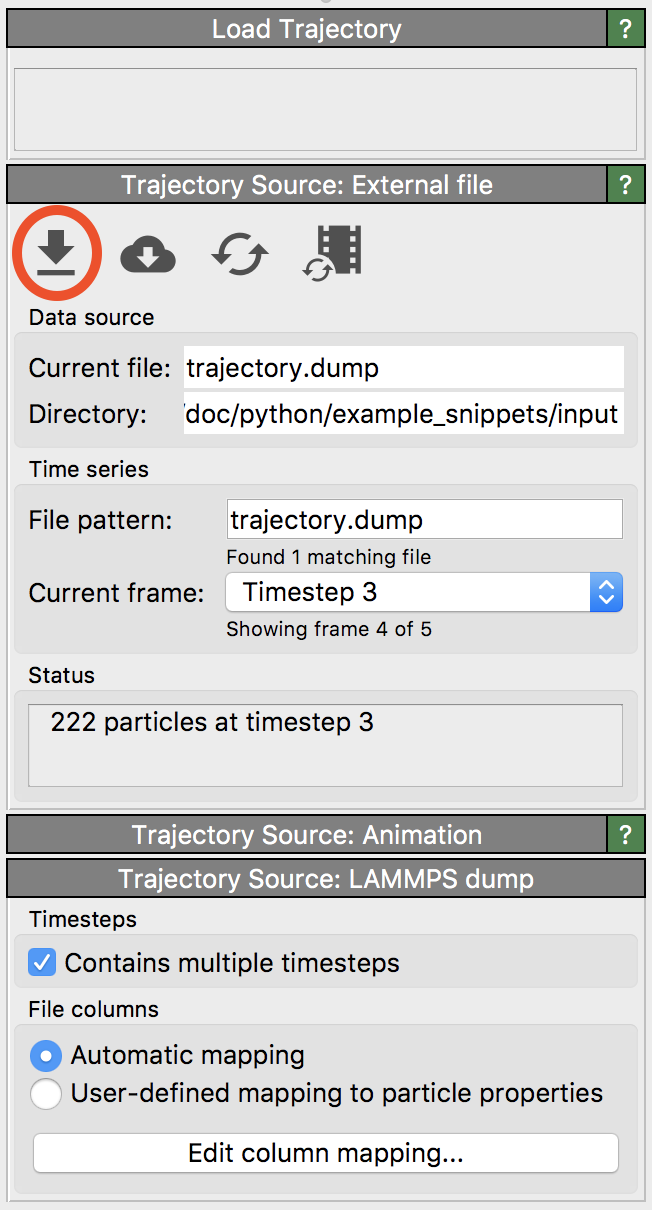 Load Trajectory ?
Trajectory Source: External file ?
Data source
Current file: trajectory.dump
Directory: /doc/python/example_snippets/input
Time series
File pattern: trajectory.dump
Found 1 matching file
Current frame: Timestep 3
Showing frame 4 of 5
Status
222 particles at timestep 3
Trajectory Source: Animation ?
Trajectory Source: LAMMPS dump
Timesteps
Contains multiple timesteps
File columns
Automatic mapping
User-defined mapping to particle properties
Edit column mapping...